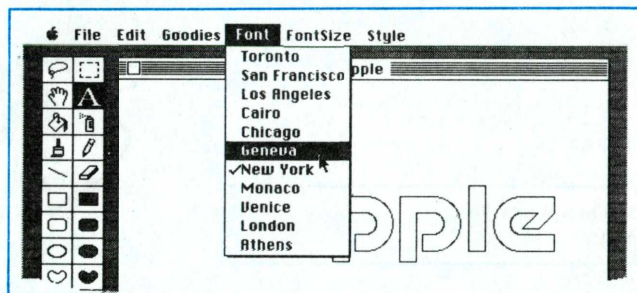 File Edit Goodies Font FontSize Style
Toronto
San Francisco
Los Angeles
Cairo
Chicago
Geneva
✓New York
Monaco
Venice
London
Athens
pple
A
pple